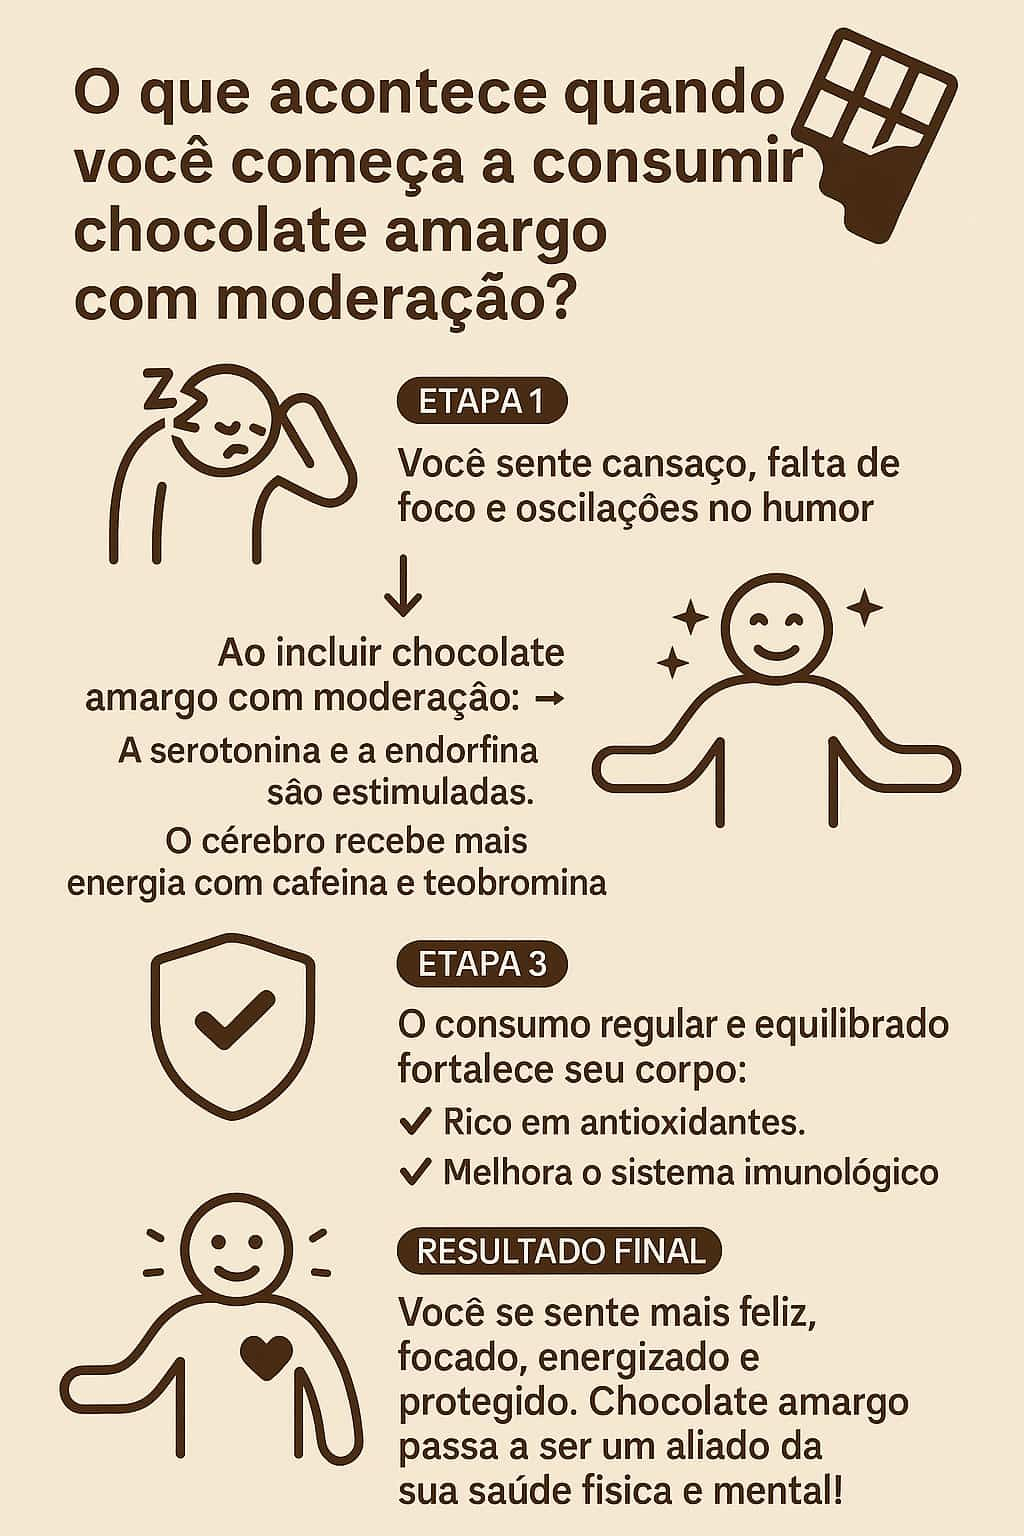 O que acontece quando
você começa a consumir
chocolate amargo
com moderação?
Z
Z
ETAPA 1
Você sente cansaço, falta de
foco e oscilaçôes no humor
↓
Ao incluir chocolate
amargo com moderaçâo: →
A serotonina e a endorfina
sâo estimuladas.
O cérebro recebe mais
energia com cafeina e teobromina
ETAPA 3
O consumo regular e equilibrado
fortalece seu corpo:
✓ Rico em antioxidantes.
✓ Melhora o sistema imunológico
RESULTADO FINAL
Você se sente mais feliz,
focado, energizado e
protegido. Chocolate amargo
passa a ser um aliado da
sua saúde fisica e mental!